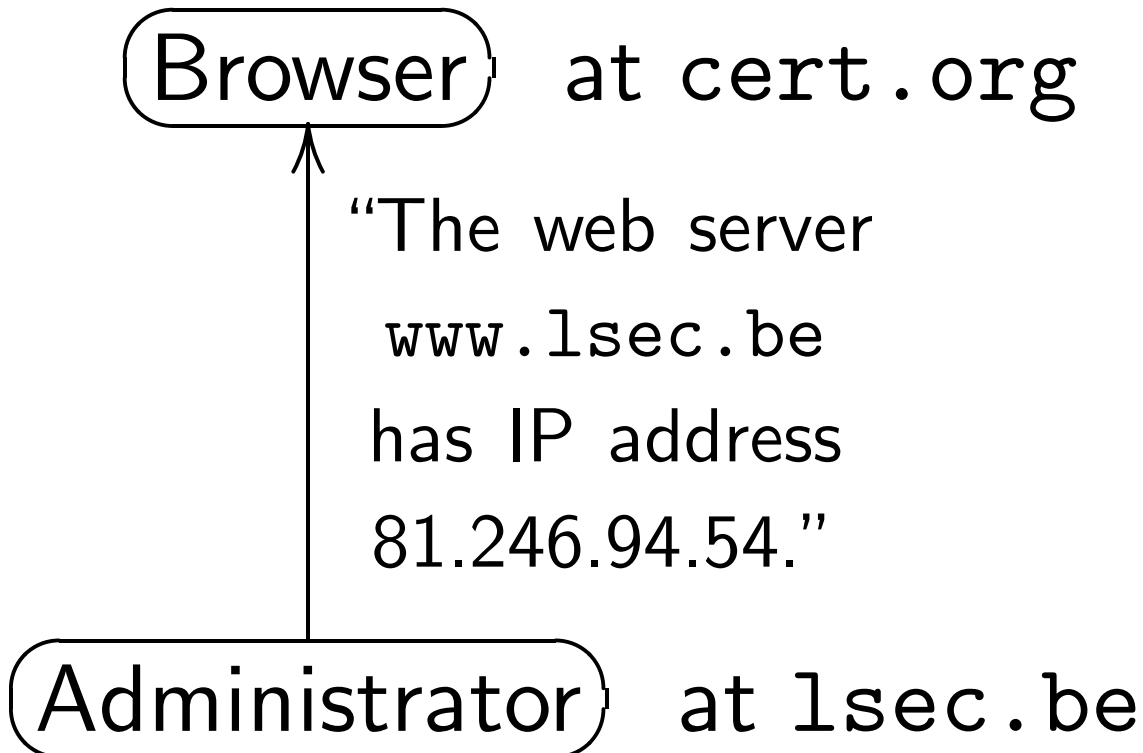 Browser at cert.org
“The web server
www.lsec.be
has IP address
81.246.94.54.”
Administrator at lsec.be